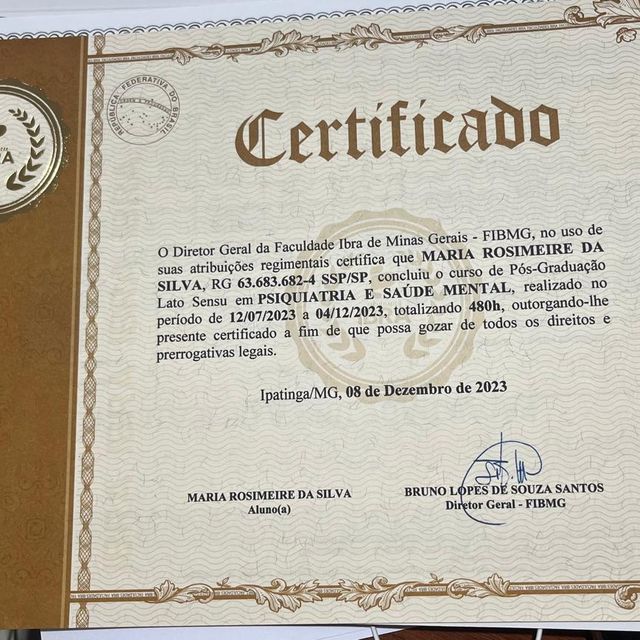 REPÚBLICA FEDERATIVA DO BRASIL
Certificado
O Diretor Geral da Faculdade Ibra de Minas Gerais - FIBMG, no uso de
suas atribuições regimentais certifica que MARIA ROSIMEIRE DA
SILVA, RG 63.683.682-4 SSP/SP, concluiu o curso de Pós-Graduação
Lato Sensu em PSIQUIATRIA E SAÚDE MENTAL, realizado no
período de 12/07/2023 a 04/12/2023, totalizando 480h, outorgando-lhe
presente certificado a fim de que possa gozar de todos os direitos e
prerrogativas legais.
Ipatinga/MG, 08 de Dezembro de 2023
MARIA ROSIMEIRE DA SILVA
Aluno(a)
BRUNO LOPES DE SOUZA SANTOS
Diretor Geral - FIBMG